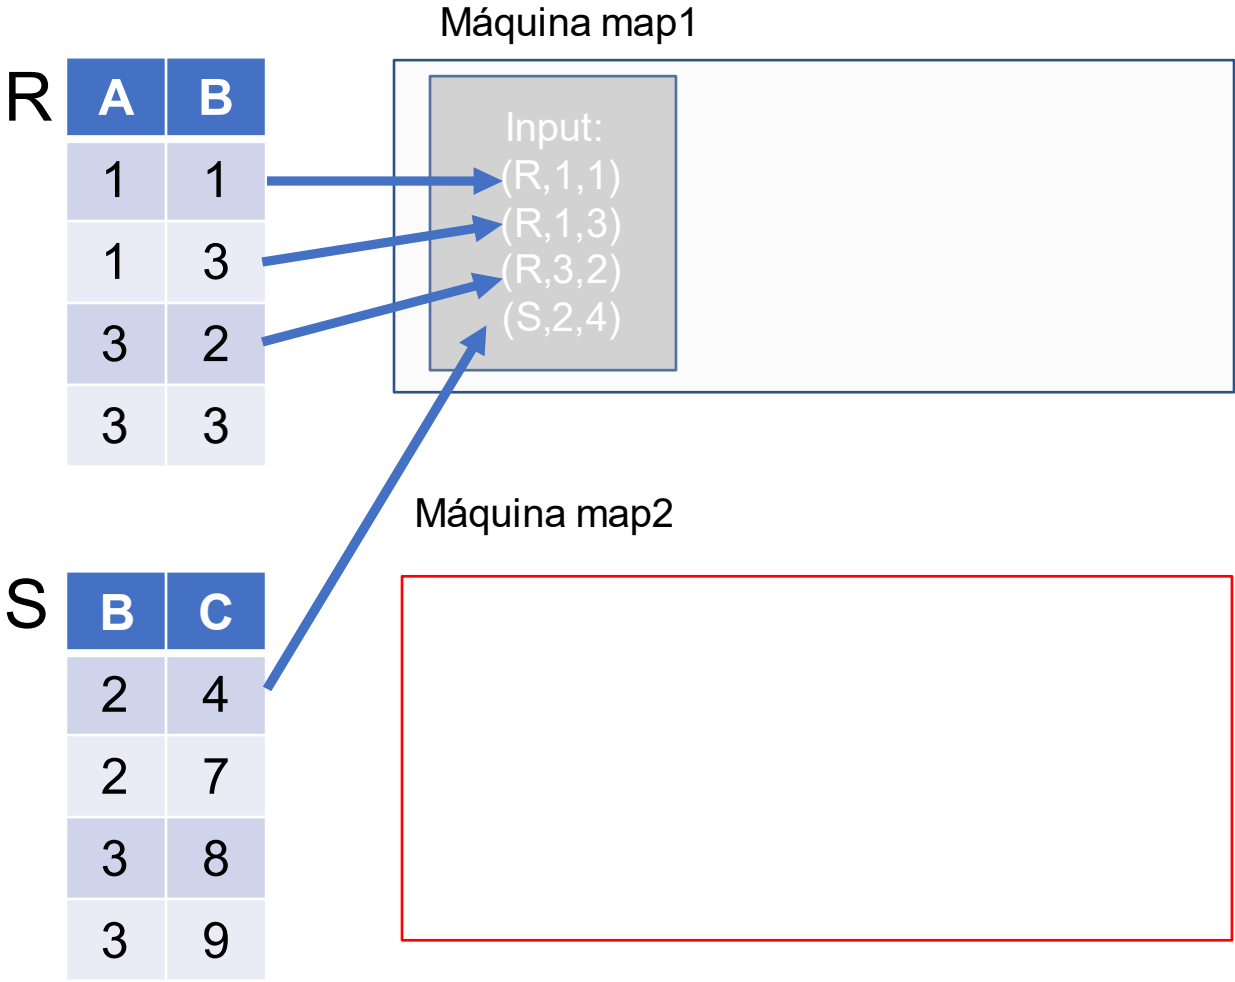 Máquina map1
R
A B
1 1
1 3
3 2
3 3
Input:
(R,1,1)
(R,1,3)
(R,3,2)
(S,2,4)
Máquina map2
S
B C
2 4
2 7
3 8
3 9